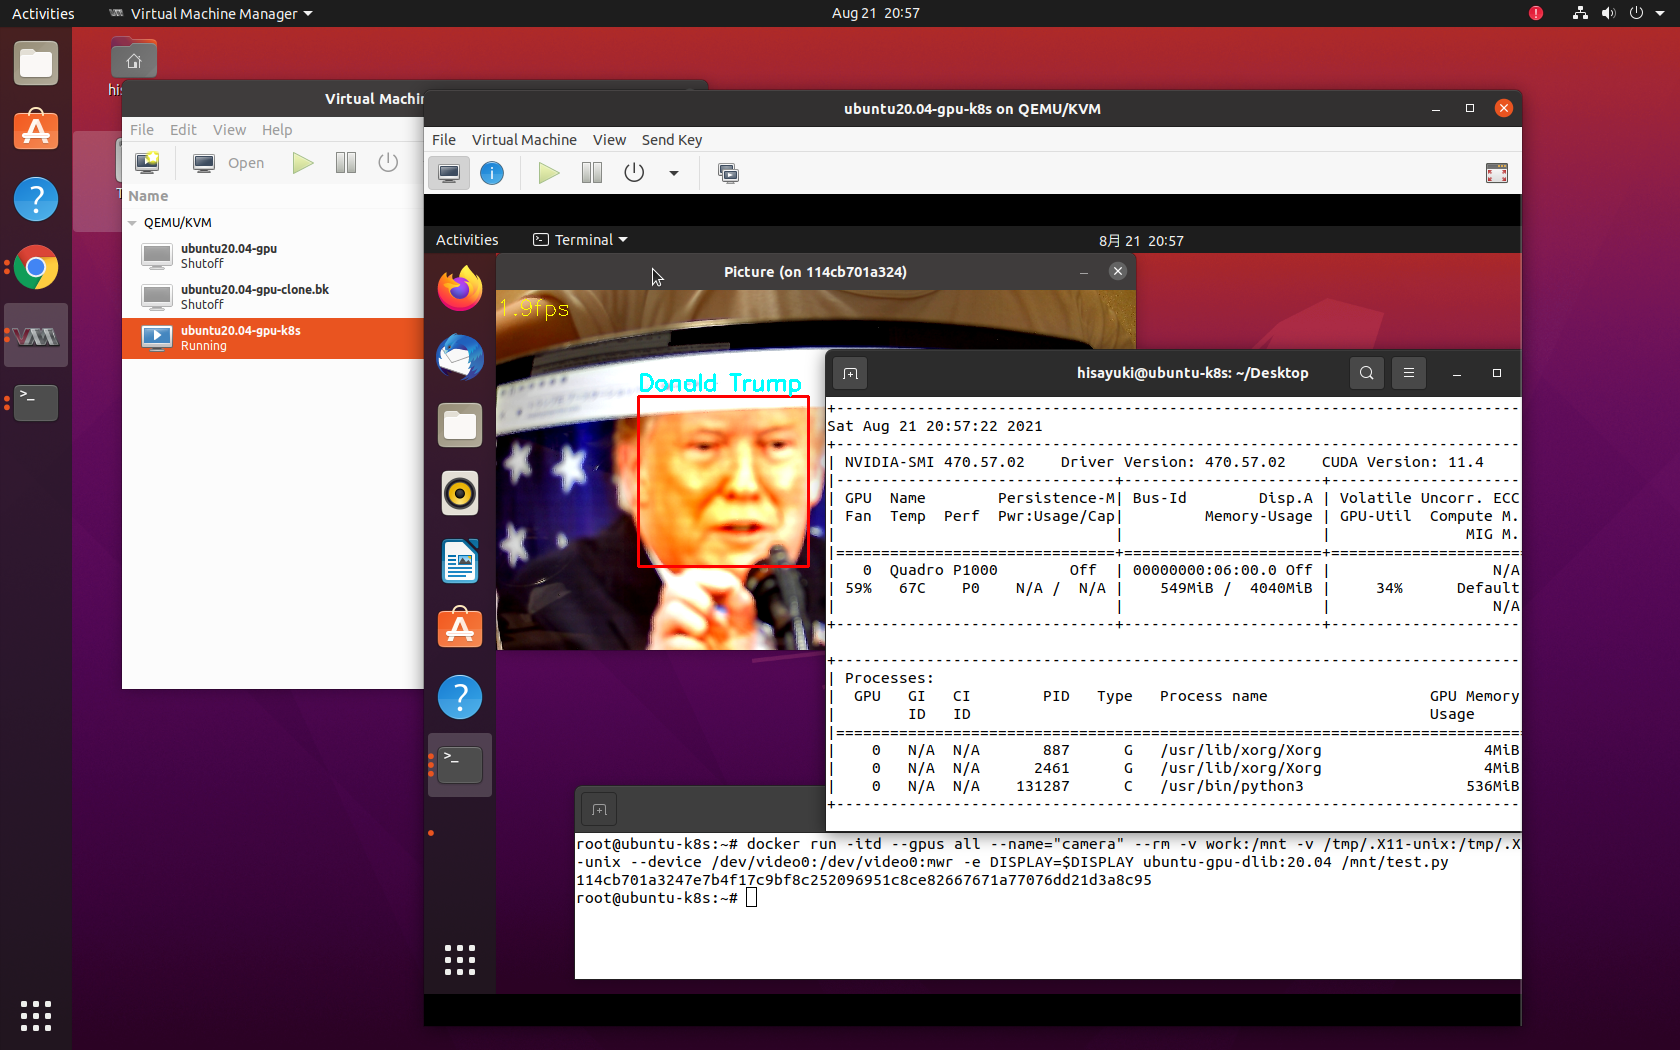 Activities
Virtual Machine Manager
Aug 21 20:57
Virtual Machin
File Edit View Help
Open
Name
QEMU/KVM
ubuntu20.04-gpu
Shutoff
ubuntu20.04-gpu-clone.bk
Shutoff
ubuntu20.04-gpu-k8s
Running
ubuntu20.04-gpu-k8s on QEMU/KVM
File Virtual Machine View Send Key
Activities
Terminal
8月 21 20:57
Picture (on 114cb701a324)
1.9fps
Donald Trump
hisayuki@ubuntu-k8s: ~/Desktop
+-----------------------------------------------------------------------------
Sat Aug 21 20:57:22 2021
+-----------------------------------------------------------------------------
| NVIDIA-SMI 470.57.02    Driver Version: 470.57.02    CUDA Version: 11.4
|-------------------------------+----------------------+----------------------
| GPU  Name        Persistence-M| Bus-Id        Disp.A | Volatile Uncorr. ECC
| Fan  Temp  Perf  Pwr:Usage/Cap|         Memory-Usage | GPU-Util  Compute M.
|                               |                      |               MIG M.
|===============================+======================+======================
|   0  Quadro P1000        Off  | 00000000:06:00.0 Off |                  N/A
| 59%   67C    P0    N/A /  N/A |    549MiB /  4040MiB |     34%      Default
|                               |                      |                  N/A
+-------------------------------+----------------------+----------------------
+-----------------------------------------------------------------------------
| Processes:
|  GPU   GI   CI        PID   Type   Process name                  GPU Memory
|        ID   ID                                                   Usage
|=============================================================================
|    0   N/A  N/A       887      G   /usr/lib/xorg/Xorg                  4MiB
|    0   N/A  N/A      2461      G   /usr/lib/xorg/Xorg                  4MiB
|    0   N/A  N/A    131287      C   /usr/bin/python3                  536MiB
+-----------------------------------------------------------------------------
root@ubuntu-k8s:~# docker run -itd --gpus all --name="camera" --rm -v work:/mnt -v /tmp/.X11-unix:/tmp/.X
-unix --device /dev/video0:/dev/video0:mwr -e DISPLAY=$DISPLAY ubuntu-gpu-dlib:20.04 /mnt/test.py
114cb701a3247e7b4f17c9bf8c252096951c8ce82667671a77076dd21d3a8c95
root@ubuntu-k8s:~#